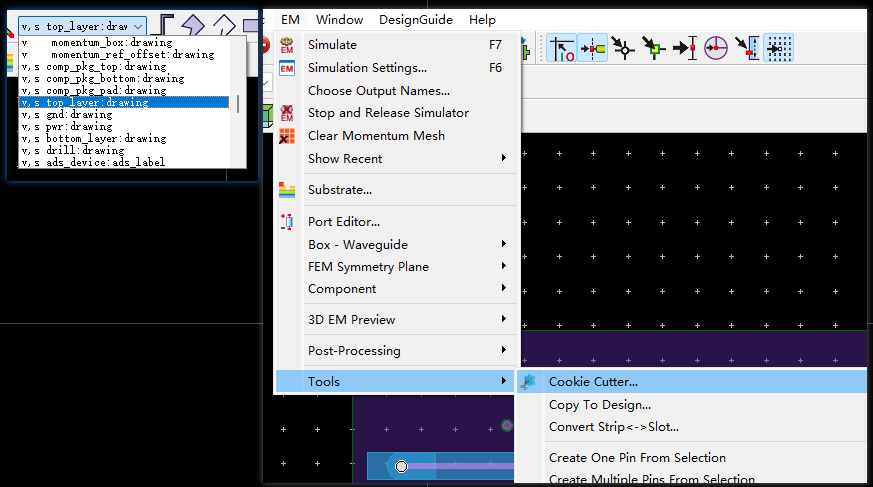 v,s top_layer:draw
v momentum_box:drawing
v momentum_ref_offset:drawing
v,s comp_pkg_top:drawing
v,s comp_pkg_bottom:drawing
v,s comp_pkg_pad:drawing
v,s top_layer:drawing
v,s gnd:drawing
v,s pwr:drawing
v,s bottom_layer:drawing
v,s drill:drawing
v,s ads_device:ads_label
EM Window DesignGuide Help
EM Simulate F7
EM Simulation Settings... F6
Choose Output Names...
EM Stop and Release Simulator
Clear Momentum Mesh
Show Recent
Substrate...
Port Editor...
Box - Waveguide
FEM Symmetry Plane
Component
3D EM Preview
Post-Processing
Tools
Cookie Cutter...
Copy To Design...
Convert Strip<->Slot...
Create One Pin From Selection
Create Multiple Pins From Selection